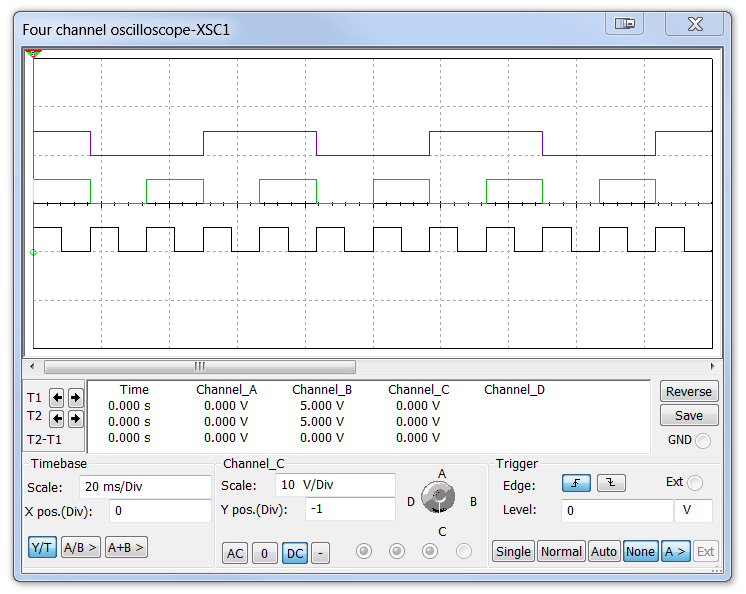 Four channel oscilloscope-XSC1
Time Channel_A Channel_B Channel_C Channel_D
T1 0.000 s 0.000 V 5.000 V 0.000 V
T2 0.000 s 0.000 V 5.000 V 0.000 V
T2-T1 0.000 s 0.000 V 0.000 V 0.000 V
Reverse
Save
GND
Timebase
Scale: 20 ms/Div
X pos.(Div): 0
Y/T A/B > A+B >
Channel_C
Scale: 10 V/Div
Y pos.(Div): -1
AC 0 DC -
A
D B
C
Trigger
Edge: Ext
Level: 0 V
Single Normal Auto None A > Ext